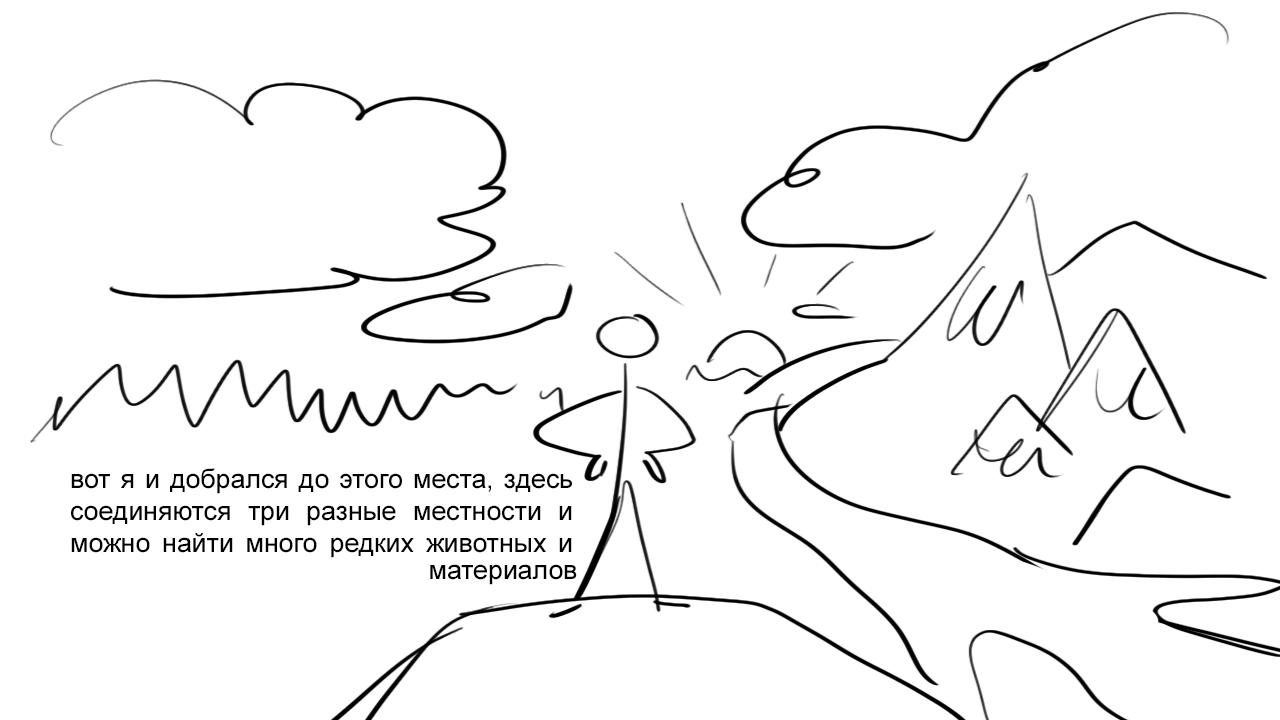 вот я и добрался до этого места, здесь
соединяются три разные местности и
можно найти много редких животных и
материалов